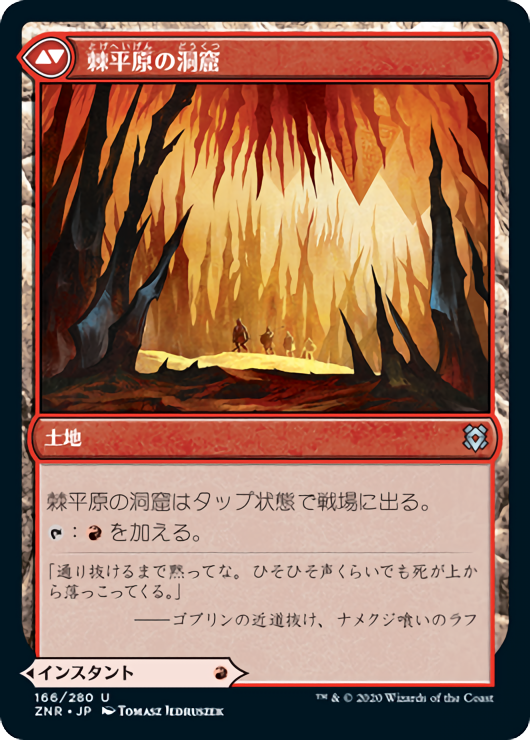 とげへいげん どうくつ
棘平原の洞窟
土地
棘平原の洞窟はタップ状態で戦場に出る。
：を加える。
「通り抜けるまで黙ってな。ひそひそ声くらいでも死が上か
ら落っこってくる。」
――ゴブリンの近道抜け、ナメクジ喰いのラフ
インスタント
166/280 U
ZNR • JP Tomasz Jedruszek
™ & © 2020 Wizards of the Coast